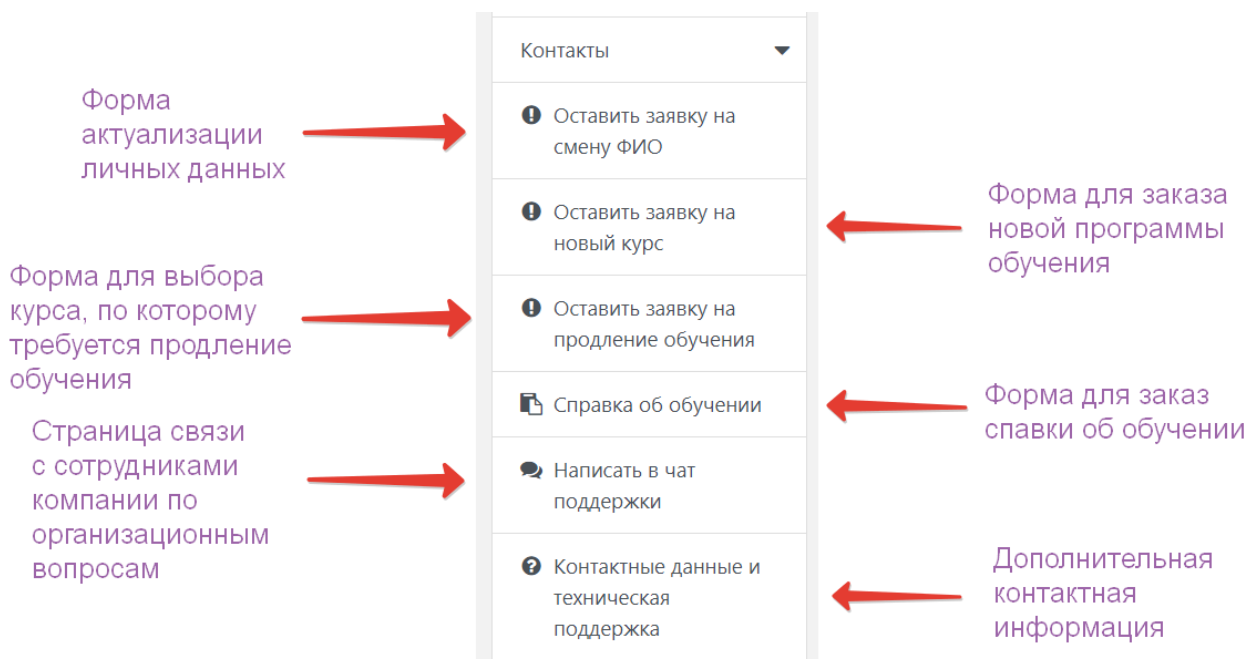 Контакты
Форма
актуализации
личных данных
Оставить заявку на
смену ФИО
Оставить заявку на
новый курс
Форма для заказа
новой программы
обучения
Форма для выбора
курса, по которому
требуется продление
обучения
Оставить заявку на
продление обучения
Справка об обучении
Форма для заказ
спавки об обучении
Страница связи
с сотрудниками
компании по
организационным
вопросам
Написать в чат
поддержки
Контактные данные и
техническая
поддержка
Дополнительная
контактная
информация